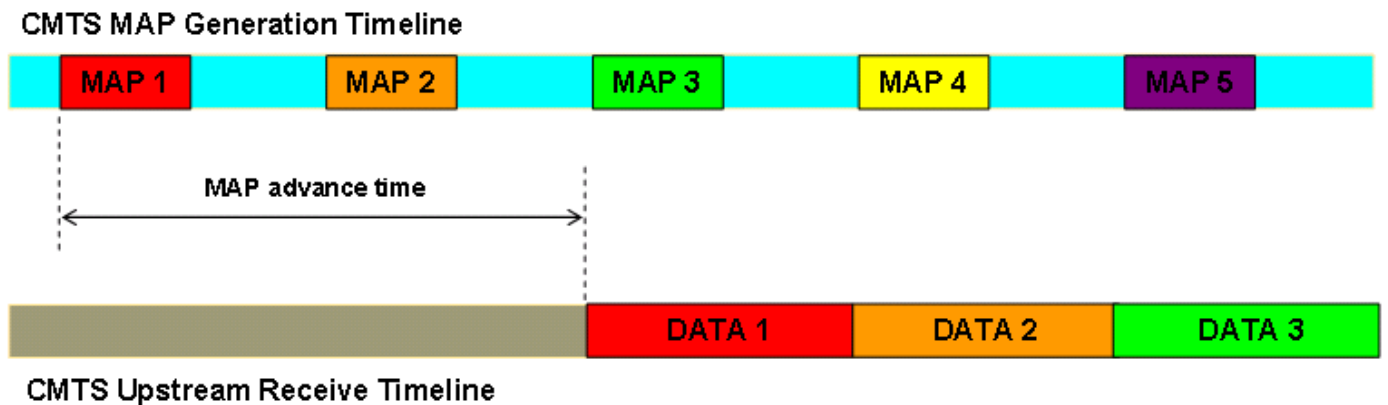 CMTS MAP Generation Timeline
MAP 1 MAP 2 MAP 3 MAP 4 MAP 5
MAP advance time
DATA 1 DATA 2 DATA 3
CMTS Upstream Receive Timeline